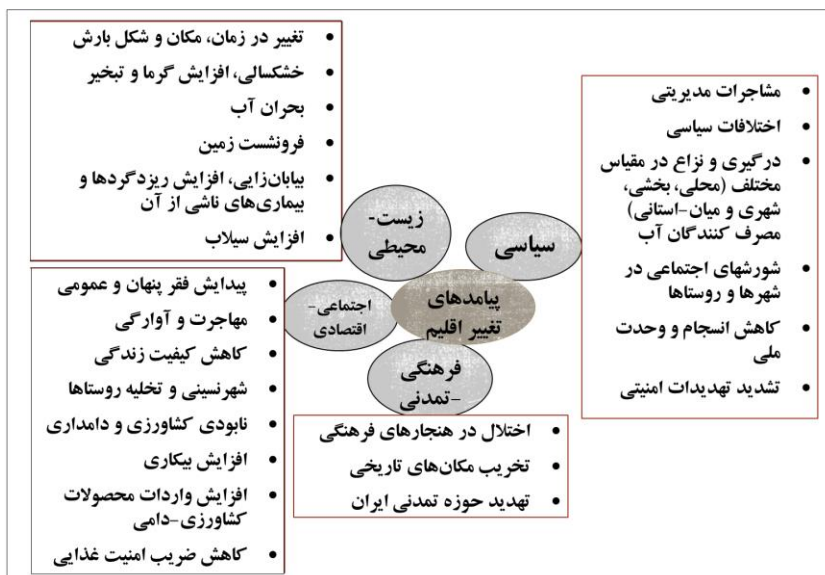 • تغییر در زمان، مکان و شکل بارش
• خشکسالی، افزایش گرما و تبخیر
• بحران آب
• فرونشست زمین
• بیابان‌زایی، افزایش ریزدگردها و
بیماری‌های ناشی از آن
• افزایش سیلاب
• مشاجرات مدیریتی
• اختلافات سیاسی
• درگیری و نزاع در مقیاس
مختلف (محلی، بخشی،
شهری و میان-استانی)
مصرف کنندگان آب
• شورشهای اجتماعی در
شهرها و روستاها
• کاهش انسجام و وحدت
ملی
• تشدید تهدیدات امنیتی
زیست-
محیطی
سیاسی
پیامدهای
تغییر اقلیم
اجتماعی-
اقتصادی
فرهنگی
-تمدنی
• پیدایش فقر پنهان و عمومی
• مهاجرت و آوارگی
• کاهش کیفیت زندگی
• شهرنسینی و تخلیه روستاها
• نابودی کشاورزی و دامداری
• افزایش بیکاری
• افزایش واردات محصولات
کشاورزی-دامی
• کاهش ضریب امنیت غذایی
• اختلال در هنجارهای فرهنگی
• تخریب مکان‌های تاریخی
• تهدید حوزه تمدنی ایران